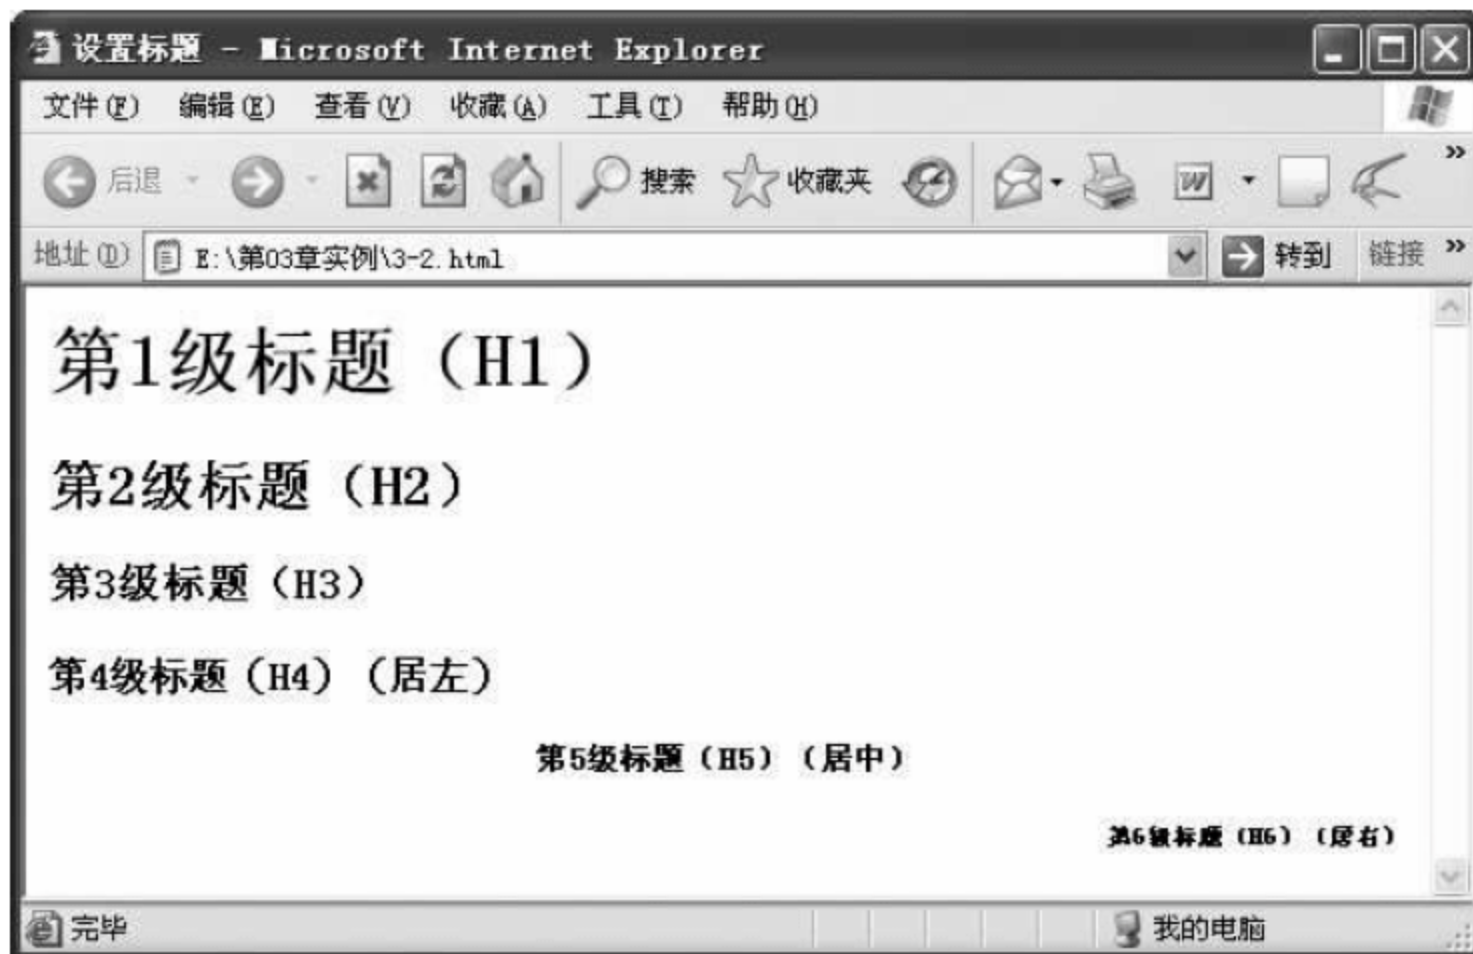 设置标题 - Microsoft Internet Explorer
文件(F) 编辑(E) 查看(V) 收藏(A) 工具(T) 帮助(H)
后退 搜索 收藏夹 W »
地址(D) E:\第03章实例\3-2.html 转到 链接 »
第1级标题（H1）
第2级标题（H2）
第3级标题（H3）
第4级标题（H4）（居左）
第5级标题（H5）（居中）
第6级标题（H6）（居右）
完毕 我的电脑